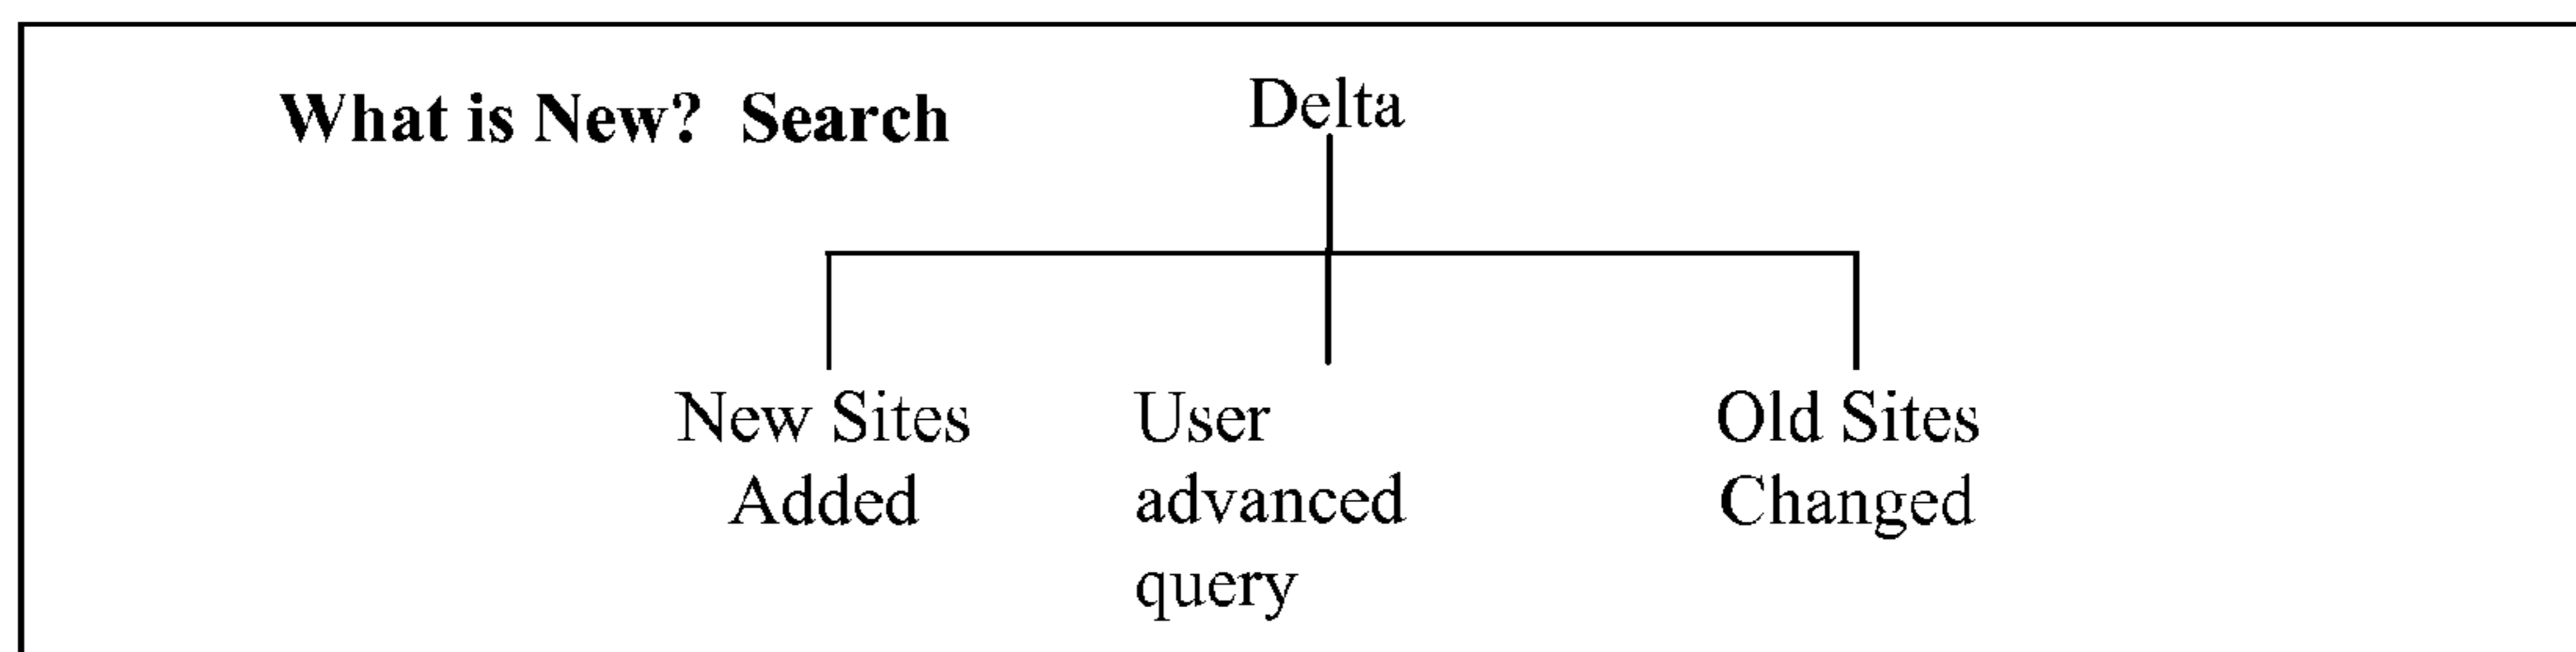 What is New?  Search
Delta
New Sites
Added
User
advanced
query
Old Sites
Changed